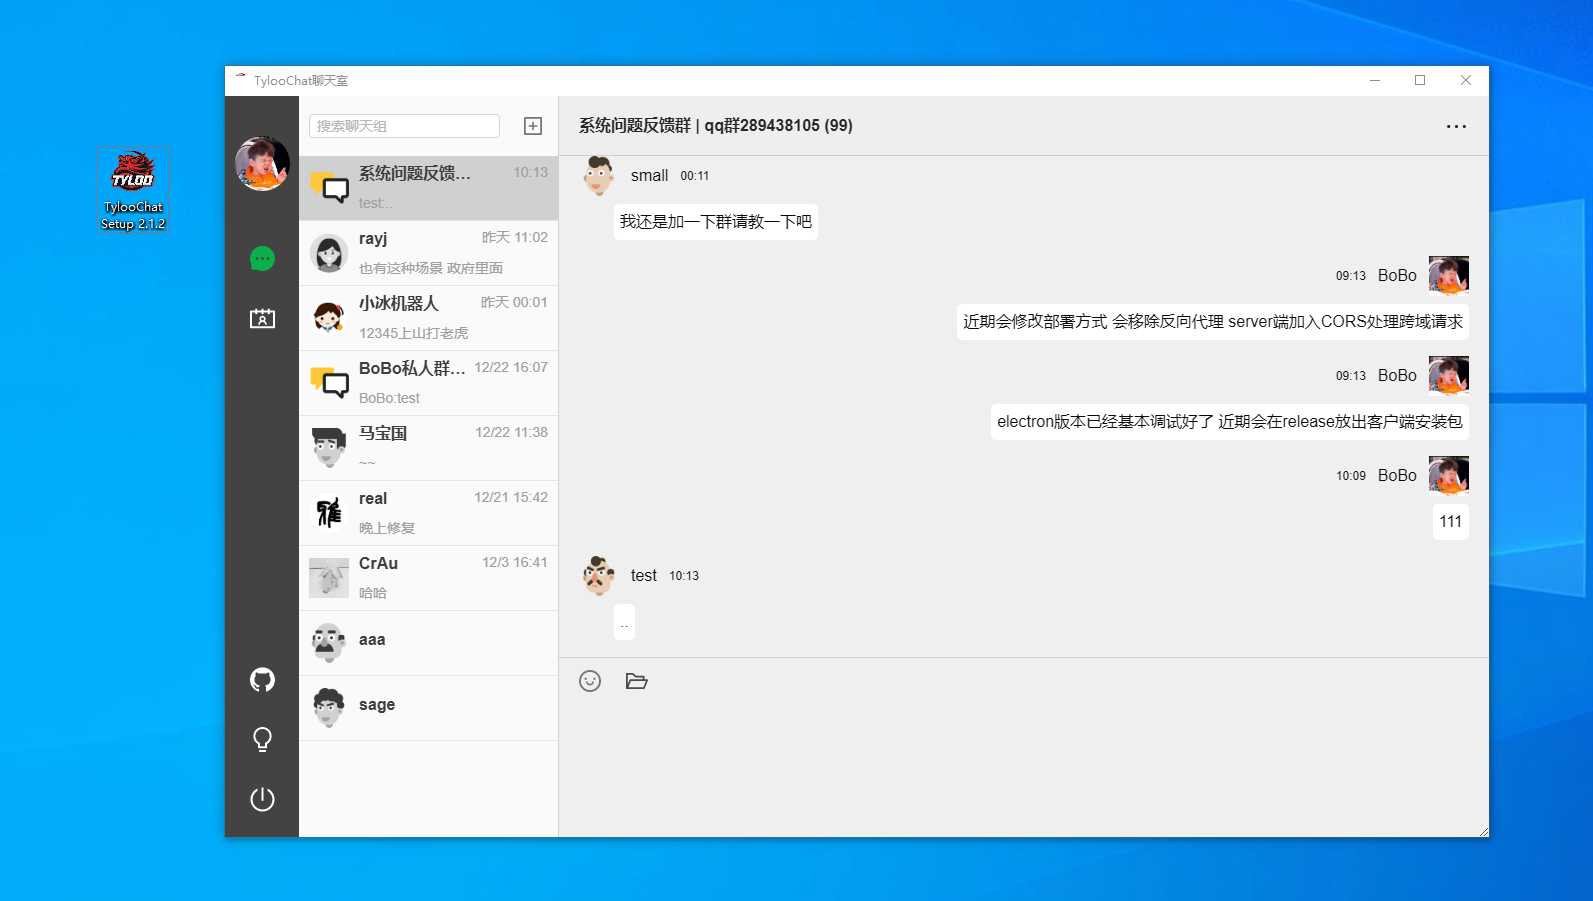 TylooChat聊天室
TYLOO
TylooChat
Setup 2.1.2
搜索聊天组
系统问题反馈... 10:13
test:..
rayj 昨天 11:02
也有这种场景 政府里面
小冰机器人 昨天 00:01
12345上山打老虎
BoBo私人群... 12/22 16:07
BoBo:test
马宝国 12/22 11:38
~~
real 12/21 15:42
晚上修复
雅
CrAu 12/3 16:41
哈哈
aaa
sage
系统问题反馈群 | qq群289438105 (99)
small 00:11
我还是加一下群请教一下吧
09:13 BoBo
近期会修改部署方式 会移除反向代理 server端加入CORS处理跨域请求
09:13 BoBo
electron版本已经基本调试好了 近期会在release放出客户端安装包
10:09 BoBo
111
test 10:13
..